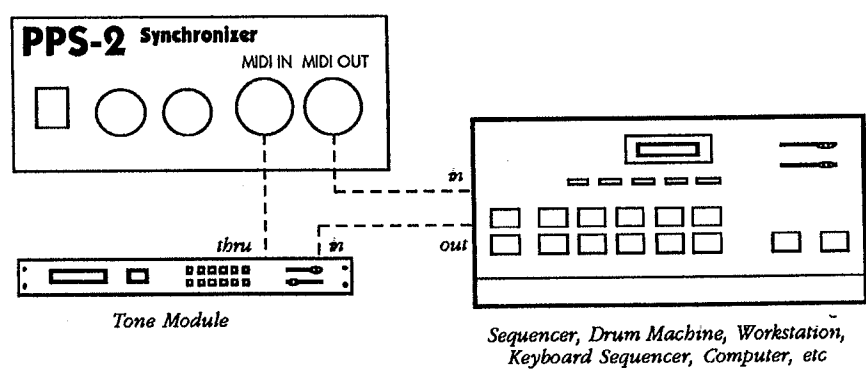 PPS-2 Synchronizer
MIDI IN MIDI OUT
in
thru
in
out
Tone Module
Sequencer, Drum Machine, Workstation,
Keyboard Sequencer, Computer, etc